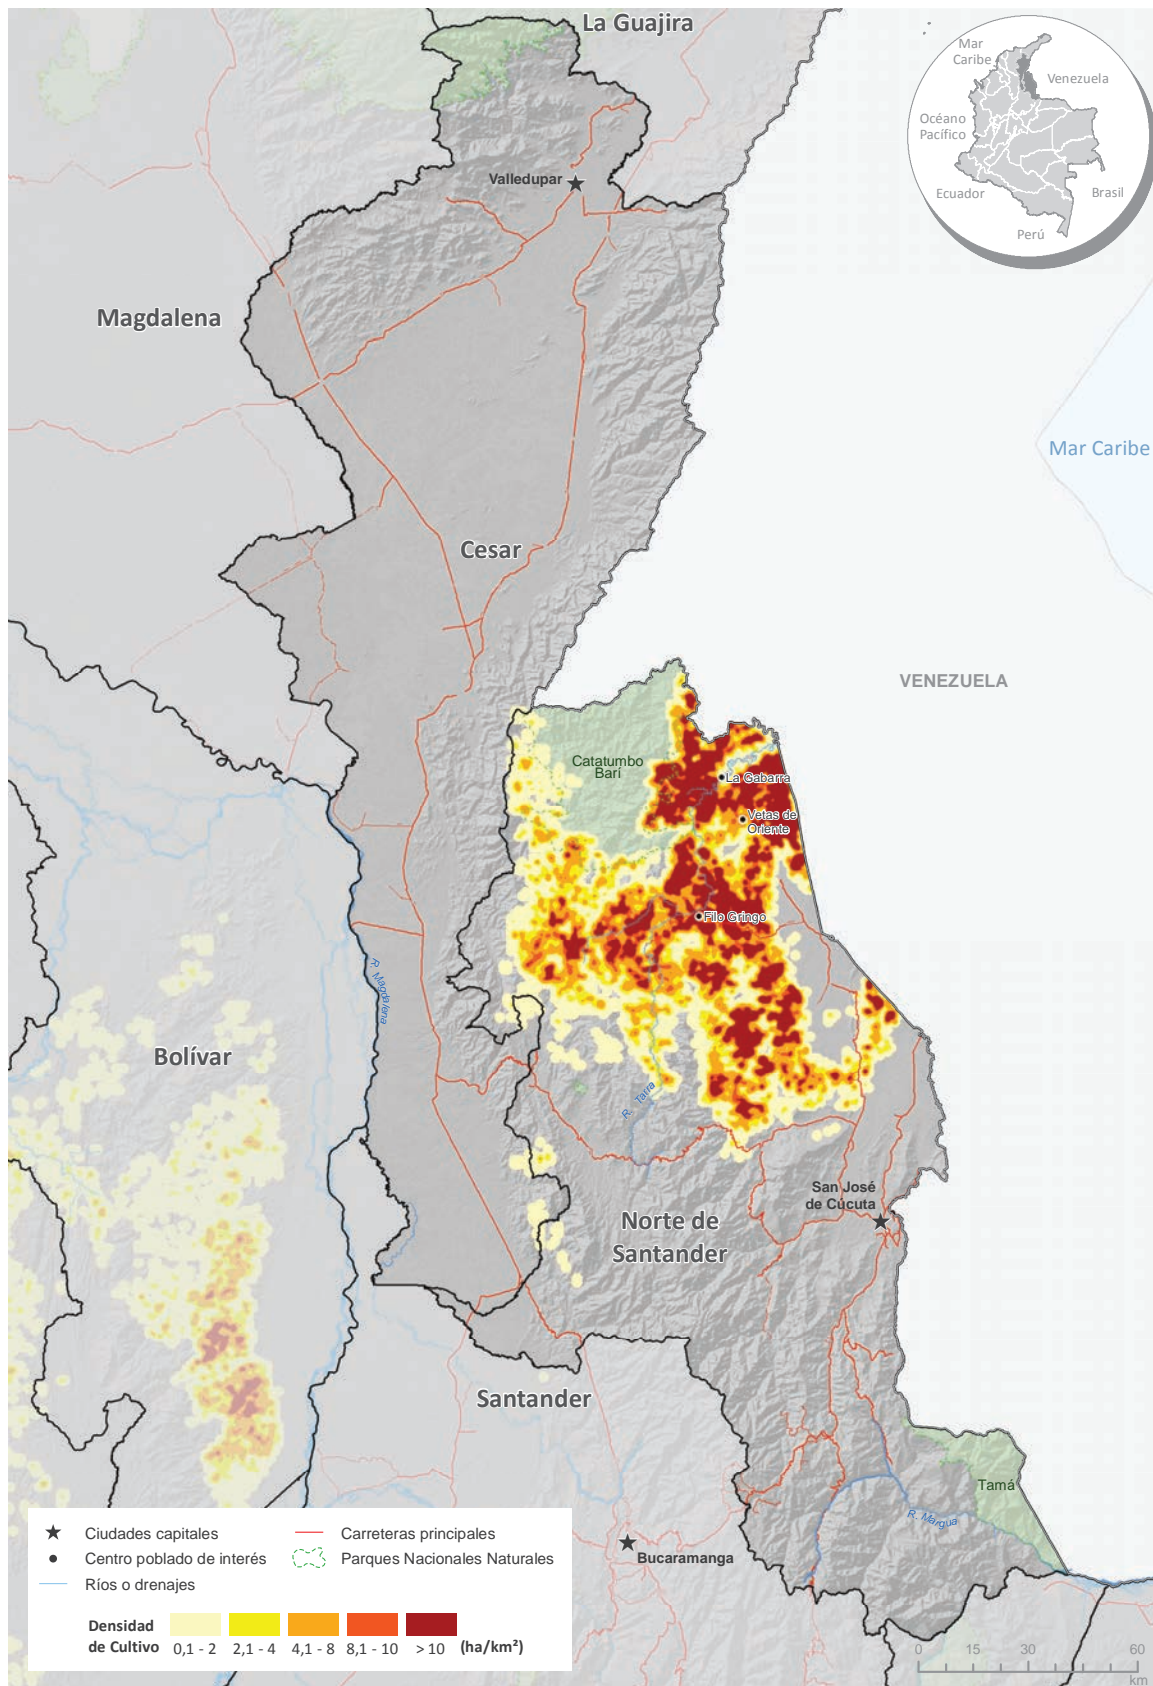 La Guajira
Mar
Caribe
Venezuela
Océano
Pacífico
Ecuador
Brasil
Perú
Valledupar
Magdalena
Mar Caribe
Cesar
VENEZUELA
Catatumbo
Barí
La Gabarra
Vetas de
Oriente
Filo Gringo
R. Magdalena
Bolívar
R. Tarra
San José
de Cúcuta
Norte de
Santander
Santander
Tamá
R. Margua
Bucaramanga
Ciudades capitales
Carreteras principales
Centro poblado de interés
Parques Nacionales Naturales
Ríos o drenajes
Densidad
de Cultivo
0,1 - 2
2,1 - 4
4,1 - 8
8,1 - 10
> 10
(ha/km²)
0
15
30
60
km